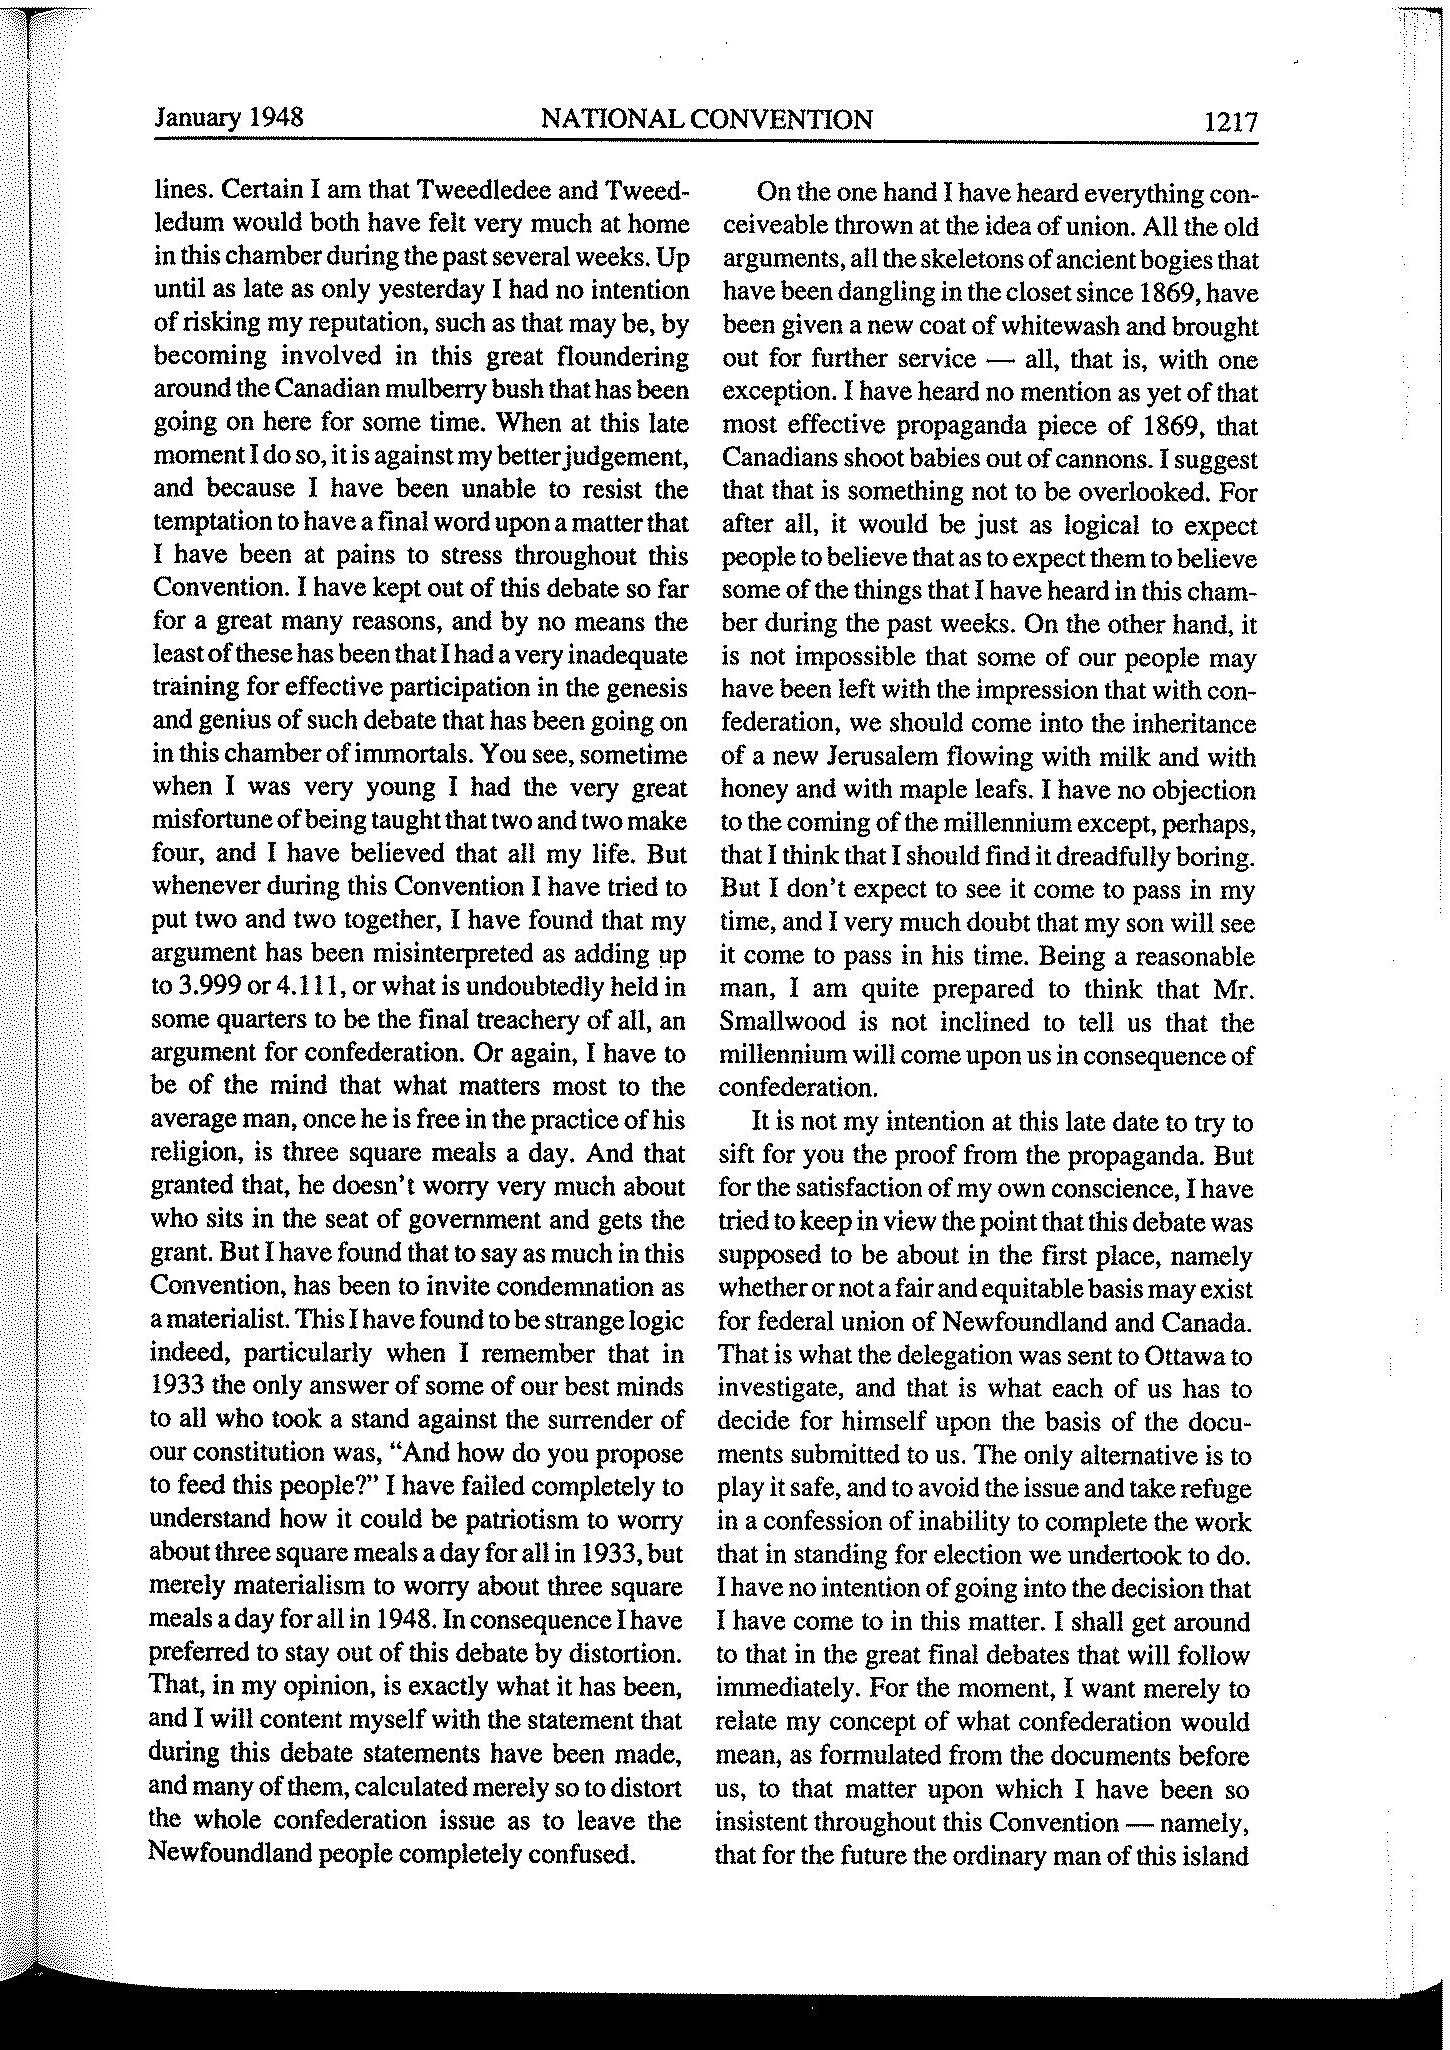 January 1948 NATIONAL CONVENTION 1217
lines. Certain I am that Tweedledee and Tweed-
ledum would both have felt very much at home
in this chamber during the past several weeks. Up
until as late as only yesterday I had no intention
of risking my reputation, such as that may be, by
becoming involved in this great floundering
around the Canadian mulberry bush that has been
going on here for some time. When at this late
moment I do so, it is against my better judgement,
and because I have been unable to resist the
temptation to have a final word upon a matter that
I have been at pains to stress throughout this
Convention. I have kept out of this debate so far
for a great many reasons, and by no means the
least of these has been that I had a very inadequate
training for effective participation in the genesis
and genius of such debate that has been going on
in this chamber of immortals. You see, sometime
when I was very young I had the very great
misfortune of being taught that two and two make
four, and I have believed that all my life. But
whenever during this Convention I have tried to
put two and two together, I have found that my
argument has been misinterpreted as adding up
to 3.999 or 4.111, or what is undoubtedly held in
some quarters to be the final treachery of all, an
argument for confederation. Or again, I have to
be of the mind that what matters most to the
average man, once he is free in the practice of his
religion, is three square meals a day. And that
granted that, he doesn't worry very much about
who sits in the seat of government and gets the
grant. But I have found that to say as much in this
Convention, has been to invite condemnation as
a materialist. This I have found to be strange logic
indeed, particularly when I remember that in
1933 the only answer of some of our best minds
to all who took a stand against the surrender of
our constitution was, “And how do you propose
to feed this people?” I have failed completely to
understand how it could be patriotism to worry
about three square meals a day for all in 1933, but
merely materialism to worry about three square
meals a day for all in 1948. In consequence I have
preferred to stay out of this debate by distortion.
That, in my opinion, is exactly what it has been,
and I will content myself with the statement that
during this debate statements have been made,
and many of them, calculated merely so to distort
the whole confederation issue as to leave the
Newfoundland people completely confused.
On the one hand I have heard everything con-
ceiveable thrown at the idea of union. All the old
arguments, all the skeletons of ancient bogies that
have been dangling in the closet since 1869, have
been given a new coat of whitewash and brought
out for further service — all, that is, with one
exception. I have heard no mention as yet of that
most effective propaganda piece of 1869, that
Canadians shoot babies out of cannons. I suggest
that that is something not to be overlooked. For
after all, it would be just as logical to expect
people to believe that as to expect them to believe
some of the things that I have heard in this cham-
ber during the past weeks. On the other hand, it
is not impossible that some of our people may
have been left with the impression that with con-
federation, we should come into the inheritance
of a new Jerusalem flowing with milk and with
honey and with maple leafs. I have no objection
to the coming of the millennium except, perhaps,
that I think that I should find it dreadfully boring.
But I don't expect to see it come to pass in my
time, and I very much doubt that my son will see
it come to pass in his time. Being a reasonable
man, I am quite prepared to think that Mr.
Smallwood is not inclined to tell us that the
millennium will come upon us in consequence of
confederation.
It is not my intention at this late date to try to
sift for you the proof from the propaganda. But
for the satisfaction of my own conscience, I have
tried to keep in view the point that this debate was
supposed to be about in the first place, namely
whether or not a fair and equitable basis may exist
for federal union of Newfoundland and Canada.
That is what the delegation was sent to Ottawa to
investigate, and that is what each of us has to
decide for himself upon the basis of the docu-
ments submitted to us. The only alternative is to
play it safe, and to avoid the issue and take refuge
in a confession of inability to complete the work
that in standing for election we undertook to do.
I have no intention of going into the decision that
I have come to in this matter. I shall get around
to that in the great final debates that will follow
immediately. For the moment, I want merely to
relate my concept of what confederation would
mean, as formulated from the documents before
us, to that matter upon which I have been so
insistent throughout this Convention — namely,
that for the future the ordinary man of this island